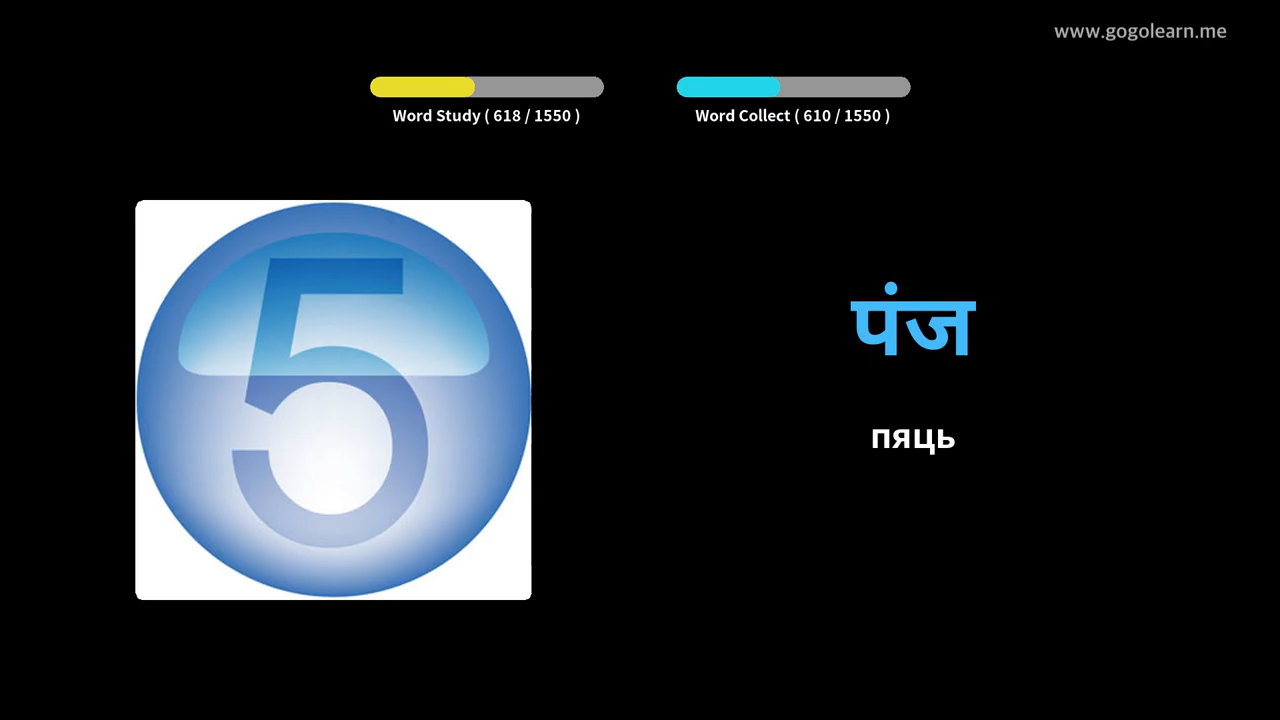 www.gogolearn.me
Word Study ( 618 / 1550 )
Word Collect ( 610 / 1550 )
5
पंज
пяць